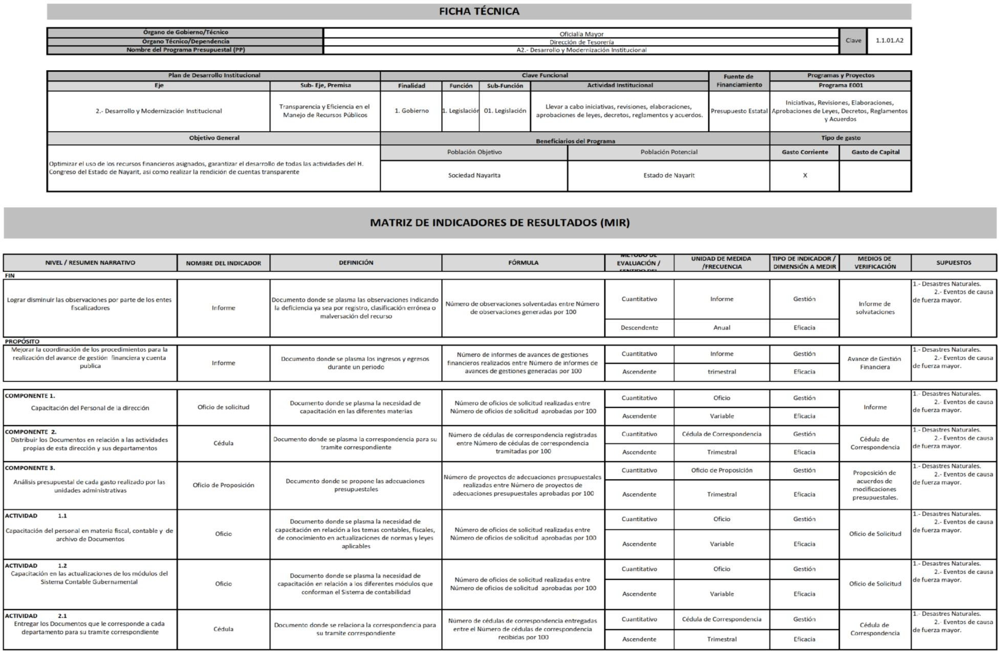 FICHA TÉCNICA
Órgano de Gobierno/Técnico
Oficialía Mayor
Órgano Técnico/Dependencia
Dirección de Tesorería
Nombre del Programa Presupuestal (PP)
A2.- Desarrollo y Modernización Institucional
Clave
1.1.01.A2
Plan de Desarrollo Institucional
Clave Funcional
Fuente de
Financiamiento
Programas y Proyectos
Eje
Sub- Eje, Premisa
Finalidad
Función
Sub-Función
Actividad Institucional
Programa E001
2.- Desarrollo y Modernización Institucional
Transparencia y Eficiencia en el
Manejo de Recursos Públicos
1. Gobierno
1. Legislación
01. Legislación
Llevar a cabo iniciativas, revisiones, elaboraciones,
aprobaciones de leyes, decretos, reglamentos y acuerdos.
Presupuesto Estatal
Iniciativas, Revisiones, Elaboraciones,
Aprobaciones de Leyes, Decretos, Reglamentos
y Acuerdos
Objetivo General
Beneficiarios del Programa
Tipo de gasto
Población Objetivo
Población Potencial
Gasto Corriente
Gasto de Capital
Optimizar el uso de los recursos financieros asignados, garantizar el desarrollo de todas las actividades del H.
Congreso del Estado de Nayarit, así como realizar la rendición de cuentas transparente
Sociedad Nayarita
Estado de Nayarit
X
MATRIZ DE INDICADORES DE RESULTADOS (MIR)
NIVEL / RESUMEN NARRATIVO
NOMBRE DEL INDICADOR
DEFINICIÓN
FÓRMULA
MÉTODO DE
EVALUACIÓN /
SENTIDO DEL
UNIDAD DE MEDIDA
/FRECUENCIA
TIPO DE INDICADOR /
DIMENSIÓN A MEDIR
MEDIOS DE
VERIFICACIÓN
SUPUESTOS
FIN
Lograr disminuir las observaciones por parte de los entes
fiscalizadores
Informe
Documento donde se plasma las observaciones indicando
la deficiencia ya sea por registro, clasificación errónea o
malversación del recurso
Número de observaciones solventadas entre Número
de observaciones generadas por 100
Cuantitativo
Informe
Gestión
Descendente
Anual
Eficacia
Informe de
solvataciones
1.- Desastres Naturales.
2.- Eventos de causa
de fuerza mayor.
PROPÓSITO
Mejorar la coordinación de los procedimientos para la
realización del avance de gestión  financiera y cuenta
publica
Informe
Documento donde se plasma los ingresos y egresos
durante un periodo
Número de informes de avances de gestiones
financieros realizados entre Número de informes de
avances de gestiones generadas por 100
Cuantitativo
Informe
Gestión
Ascendente
trimestral
Eficacia
Avance de Gestión
Financiera
1.- Desastres Naturales.
2.- Eventos de causa
de fuerza mayor.
COMPONENTE 1.
Capacitación del Personal de la dirección
Oficio de solicitud
Documento donde se plasma la necesidad de
capacitación en las diferentes materias
Número de oficios de solicitud realizadas entre
Número de oficios de solicitud  aprobadas por 100
Cuantitativo
Oficio
Gestión
Ascendente
Variable
Eficacia
Informe
1.- Desastres Naturales.
2.- Eventos de causa
de fuerza mayor.
COMPONENTE  2.
Distribuir los Documentos en relación a las actividades
propias de esta dirección y sus departamentos
Cédula
Documento donde se plasma la correspondencia para su
tramite correspondiente
Número de cédulas de correspondencia registradas
entre Número de cédulas de correspondencia
tramitadas por 100
Cuantitativo
Cédula de Correspondencia
Gestión
Ascendente
Trimestral
Eficacia
Cédula de
Correspondencia
1.- Desastres Naturales.
2.- Eventos de causa
de fuerza mayor.
COMPONENTE 3.
Análisis presupuestal de cada gasto realizado por las
unidades administrativas
Oficio de Proposición
Documento donde se propone las adecuaciones
presupuestales
Número de proyectos de adecuaciones presupuestales
realizadas entre Número de proyectos de
adecuaciones presupuestales aprobadas por 100
Cuantitativo
Oficio de Proposición
Gestión
Ascendente
Trimestral
Eficacia
Proposición de
acuerdos de
modificaciones
presupuestales.
1.- Desastres Naturales.
2.- Eventos de causa
de fuerza mayor.
ACTIVIDAD 1.1
Capacitación del personal en materia fiscal, contable y  de
archivo de Documentos
Oficio
Documento donde se plasma la necesidad de
capacitación en relación a los temas contables, fiscales,
de conocimiento en actualizaciones de normas y leyes
aplicables
Número de oficios de solicitud realizadas entre
Número de oficios de solicitud  aprobadas por 100
Cuantitativo
Oficio
Gestión
Ascendente
Variable
Eficacia
Oficio de Solicitud
1.- Desastres Naturales.
2.- Eventos de causa
de fuerza mayor.
ACTIVIDAD 1.2
Capacitación en las actualizaciones de los módulos del
Sistema Contable Gubernamental
Oficio
Documento donde se plasma la necesidad de
capacitación en relación a los diferentes módulos que
conforman el Sistema de contabilidad
Número de oficios de solicitud realizadas entre
Número de oficios de solicitud  aprobadas por 100
Cuantitativo
Oficio
Gestión
Ascendente
Variable
Eficacia
Oficio de Solicitud
1.- Desastres Naturales.
2.- Eventos de causa
de fuerza mayor.
ACTIVIDAD 2.1
Entregar los Documentos que le corresponde a cada
departamento para su tramite correspondiente
Cédula
Documento donde se relaciona la correspondencia para
su tramite correspondiente
Número de cédulas de correspondencia entregadas
entre el Número de cédulas de correspondencia
recibidas por 100
Cuantitativo
Cédula de Correspondencia
Gestión
Ascendente
Trimestral
Eficacia
Cédula de
Correspondencia
1.- Desastres Naturales.
2.- Eventos de causa
de fuerza mayor.